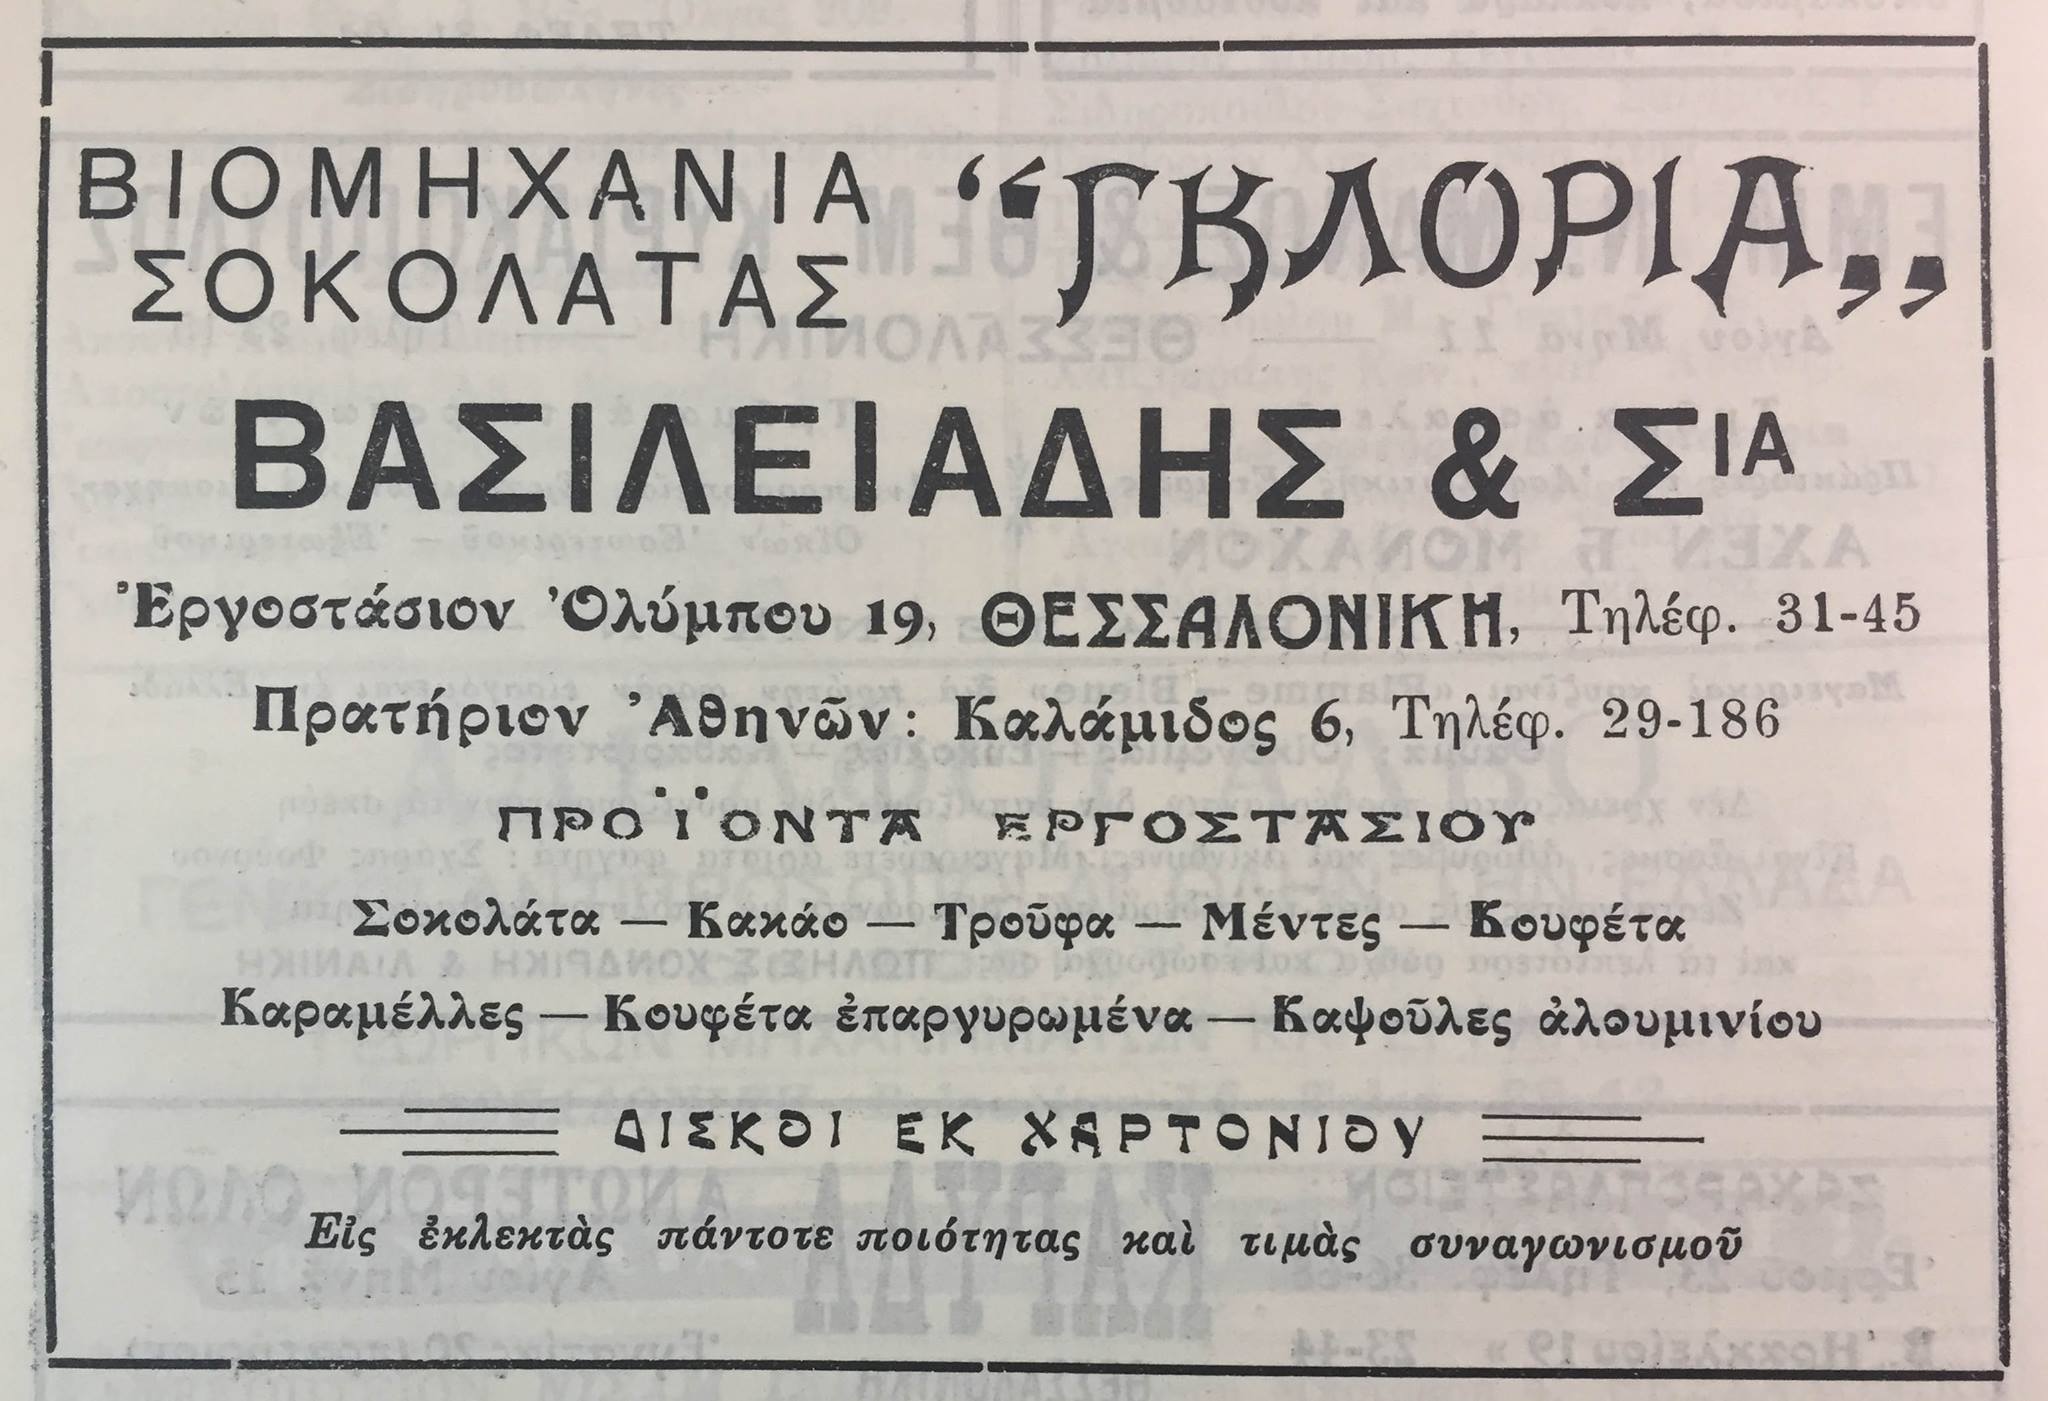 ΒΙΟΜΗΧΑΝΙΑ
ΣΟΚΟΛΑΤΑΣ
“ΓΚΛΟΡΙΑ„
ΒΑΣΙΛΕΙΑΔΗΣ & ΣΙΑ
Ἐργοστάσιον Ὀλύμπου 19, ΘΕΣΣΑΛΟΝΙΚΗ, Τηλέφ. 31-45
Πρατήριον Ἀθηνῶν: Καλάμιδος 6, Τηλέφ. 29-186
ΠΡΟΪΟΝΤΑ ΕΡΓΟΣΤΑΣΙΟΥ
Σοκολάτα — Κακάο — Τροῦφα — Μέντες — Κουφέτα
Καραμέλλες — Κουφέτα ἐπαργυρωμένα — Καψοῦλες ἀλουμινίου
ΔΙΣΚΟΙ ΕΚ ΧΑΡΤΟΝΙΟΥ
Εἰς ἐκλεκτὰς πάντοτε ποιότητας καὶ τιμὰς συναγωνισμοῦ